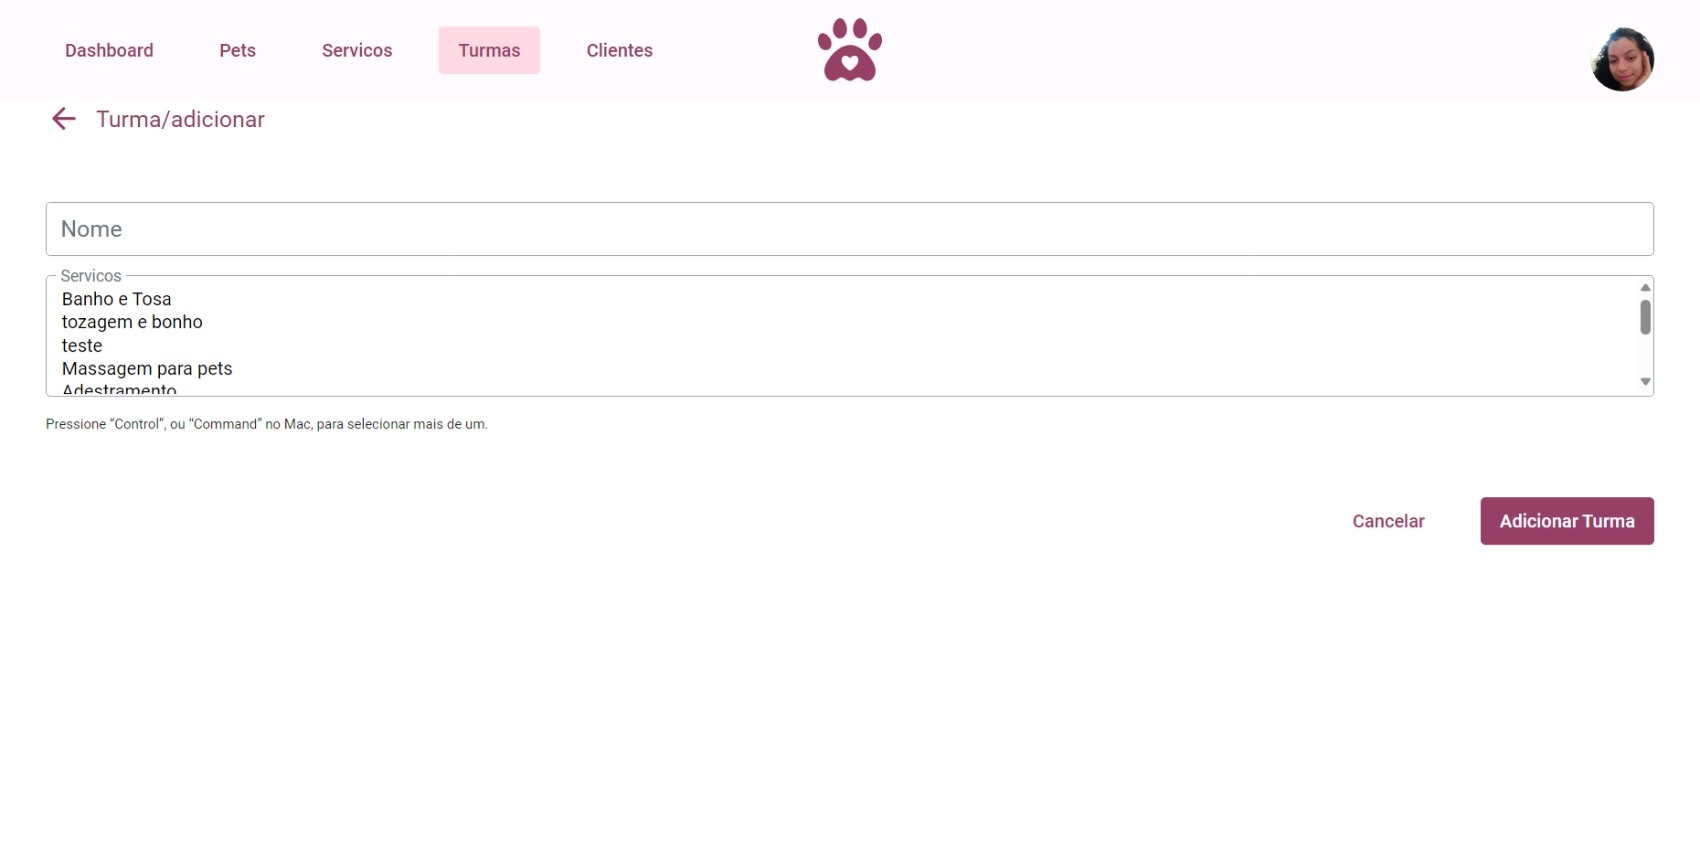 Dashboard Pets Servicos Turmas Clientes
Turma/adicionar
Nome
Servicos
Banho e Tosa
tozagem e bonho
teste
Massagem para pets
Adestramento
Pressione “Control”, ou “Command” no Mac, para selecionar mais de um.
Cancelar Adicionar Turma